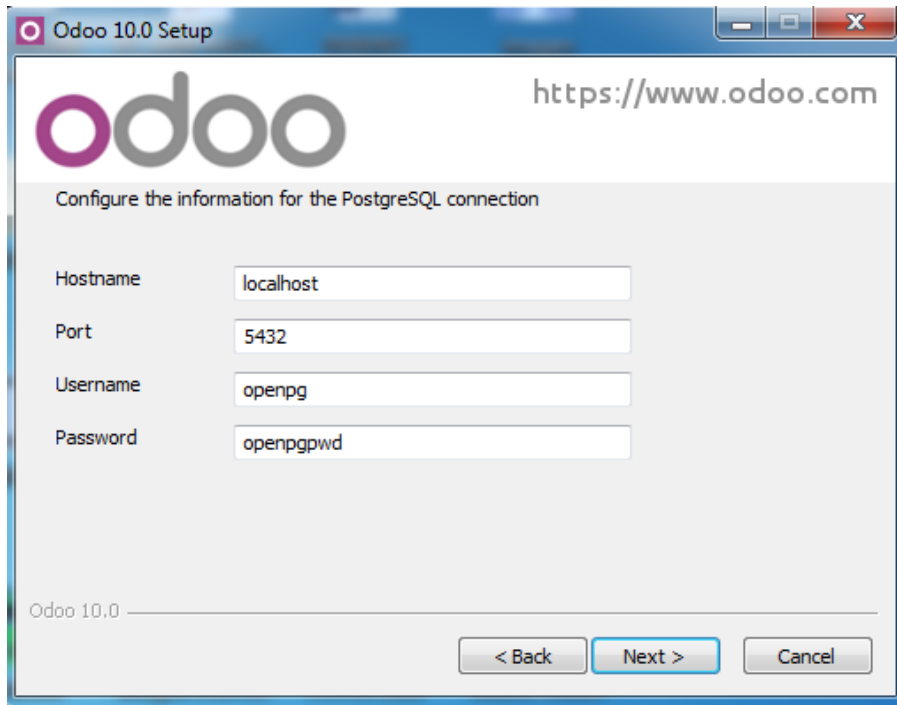 Odoo 10.0 Setup
odoo
https://www.odoo.com
Configure the information for the PostgreSQL connection
Hostname localhost
Port 5432
Username openpg
Password openpgpwd
Odoo 10.0
< Back Next > Cancel